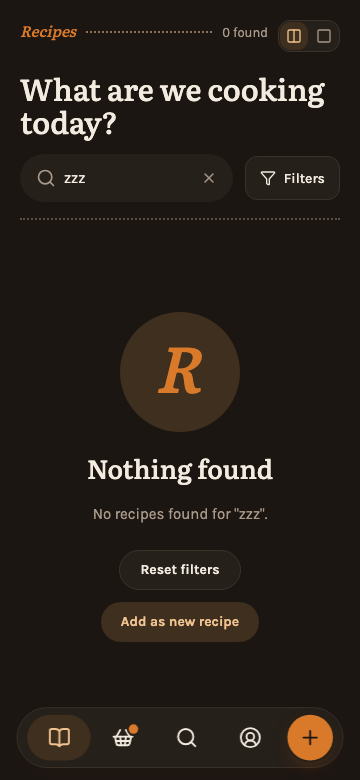 Recipes
0 found
What are we cooking
today?
zzz
Filters
R
Nothing found
No recipes found for "zzz".
Reset filters
Add as new recipe